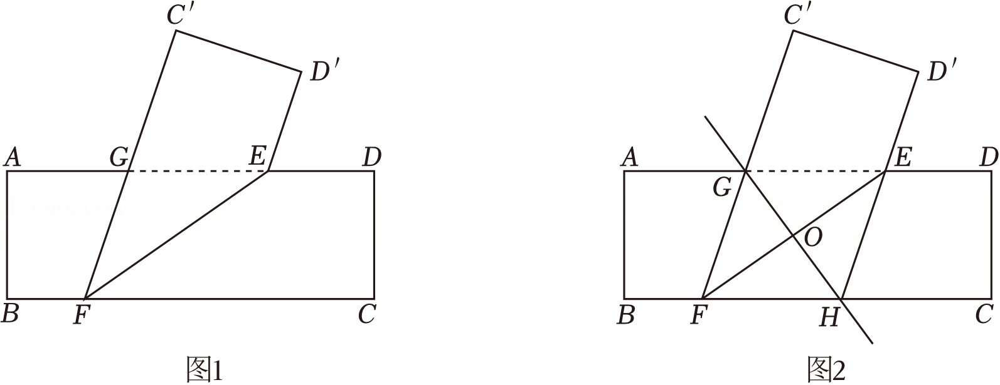 C′
D′
A G E D
B F C
图1
C′
D′
A G E D
O
B F H C
图2